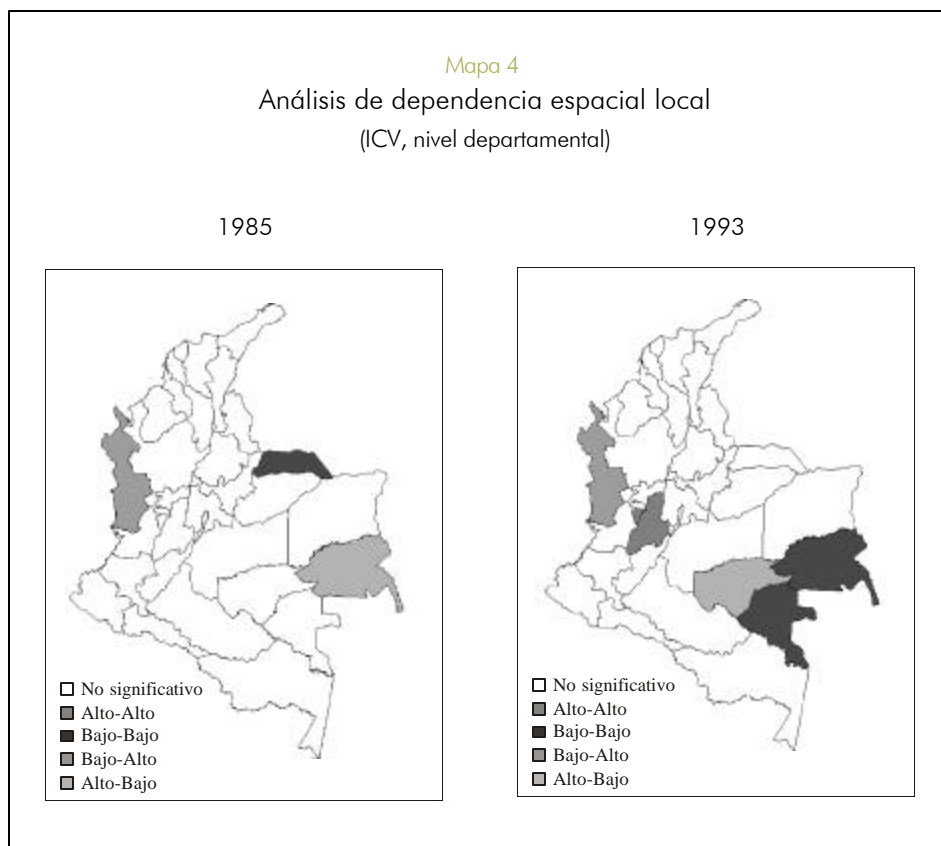 Mapa 4
Análisis de dependencia espacial local
(ICV, nivel departamental)
1985
1993
No significativo
Alto-Alto
Bajo-Bajo
Bajo-Alto
Alto-Bajo
No significativo
Alto-Alto
Bajo-Bajo
Bajo-Alto
Alto-Bajo